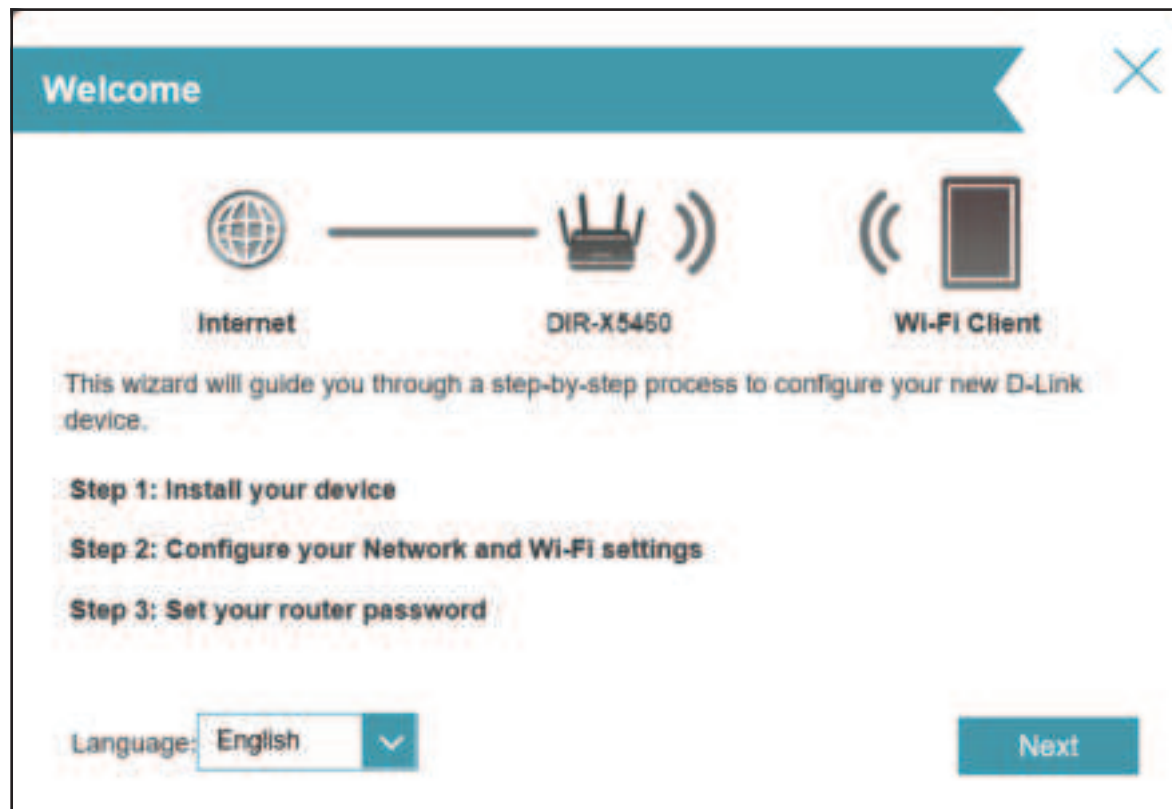 Welcome
Internet
DIR-X5460
Wi-Fi Client
This wizard will guide you through a step-by-step process to configure your new D-Link
device.
Step 1: Install your device
Step 2: Configure your Network and Wi-Fi settings
Step 3: Set your router password
Language: English
Next